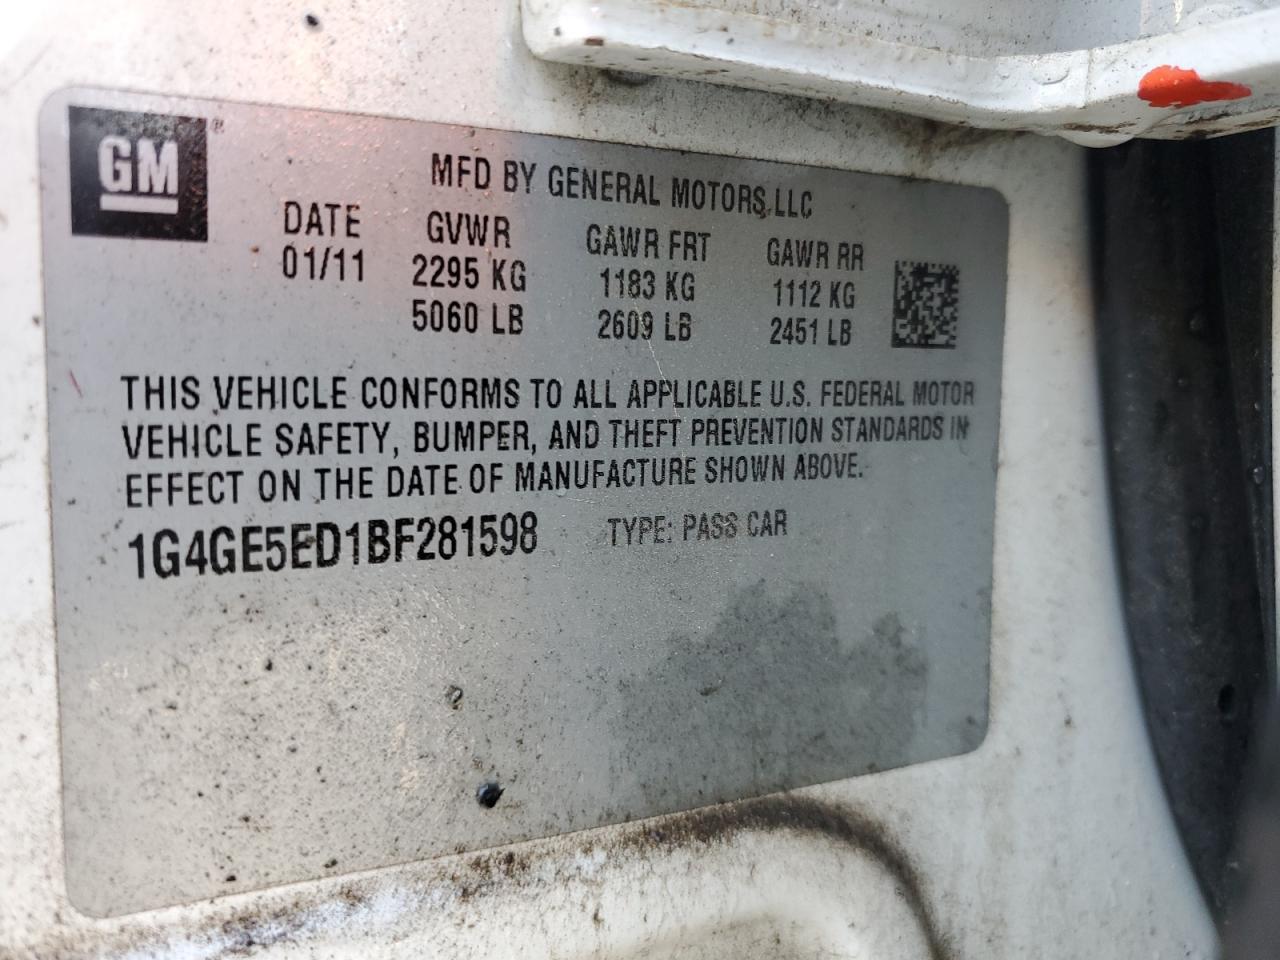 GM®
MFD BY GENERAL MOTORS LLC
DATE GVWR GAWR FRT GAWR RR
01/11 2295 KG 1183 KG 1112 KG
5060 LB 2609 LB 2451 LB
THIS VEHICLE CONFORMS TO ALL APPLICABLE U.S. FEDERAL MOTOR
VEHICLE SAFETY, BUMPER, AND THEFT PREVENTION STANDARDS IN
EFFECT ON THE DATE OF MANUFACTURE SHOWN ABOVE.
1G4GE5ED1BF281598 TYPE: PASS CAR